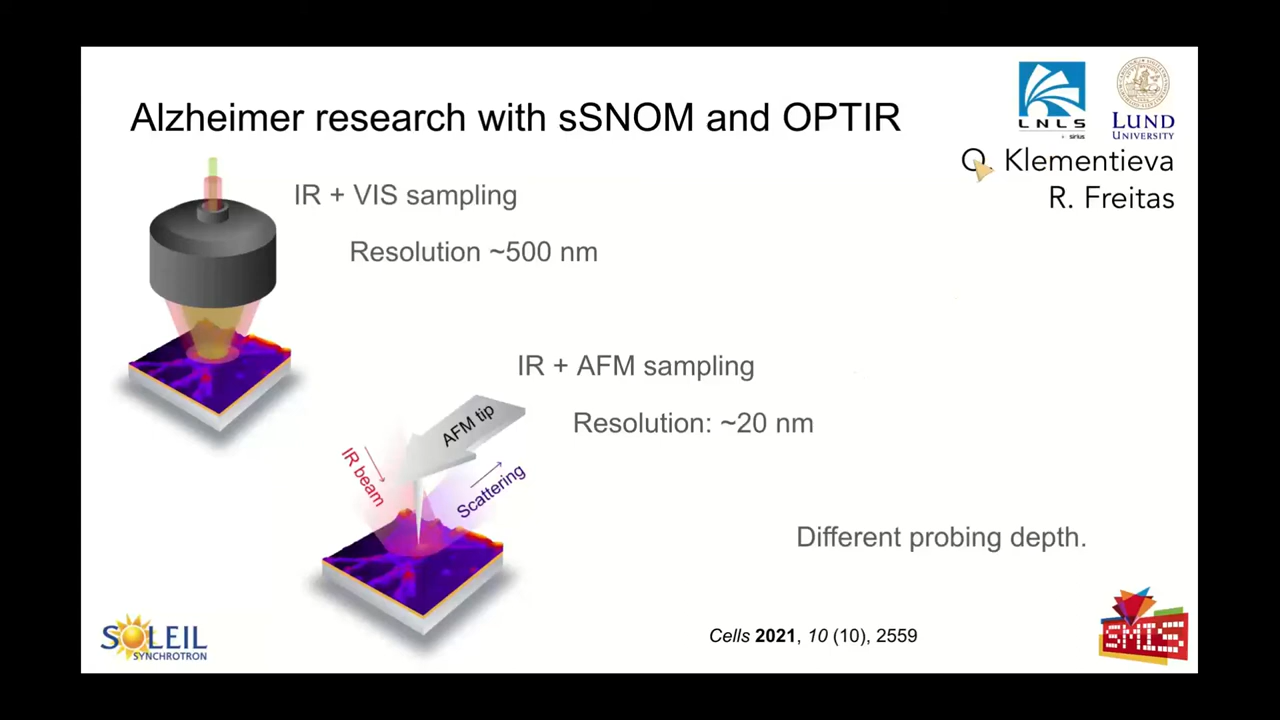 Alzheimer research with sSNOM and OPTIR
LNLS
sirius
LUND
UNIVERSITY
O. Klementieva
R. Freitas
IR + VIS sampling
Resolution ~500 nm
IR + AFM sampling
Resolution: ~20 nm
AFM tip
IR beam
Scattering
Different probing depth.
SOLEIL
SYNCHROTRON
Cells 2021, 10 (10), 2559
SMIS